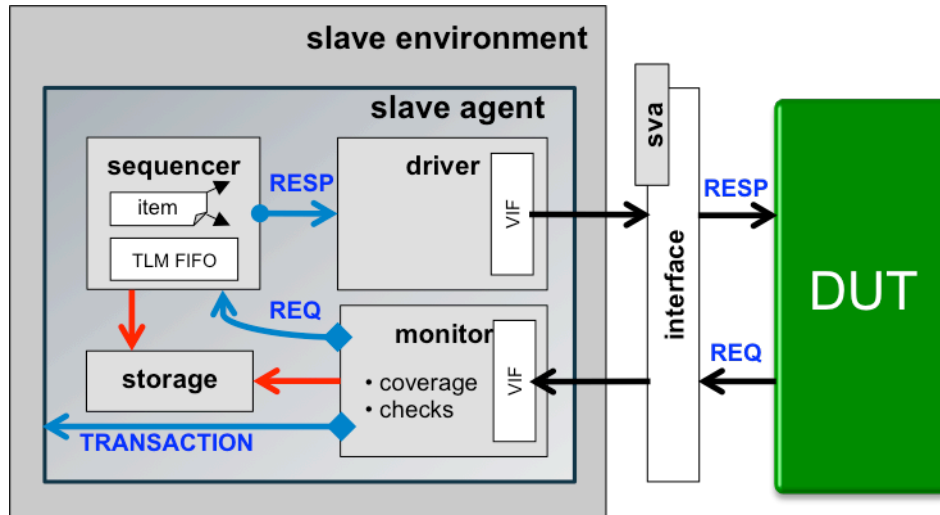 slave environment
slave agent
sva
sequencer
item
TLM FIFO
RESP
driver
VIF
RESP
interface
DUT
REQ
monitor
• coverage
• checks
VIF
REQ
storage
TRANSACTION